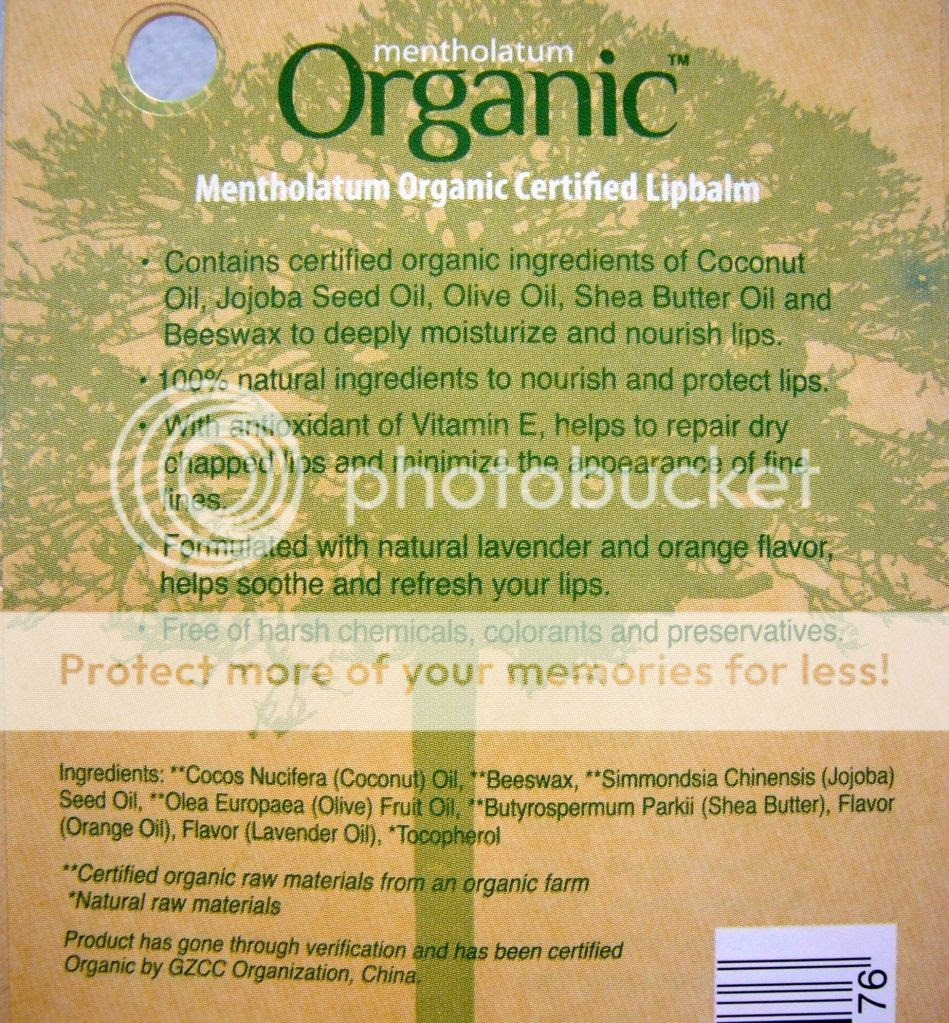 mentholatum
Organic™
Mentholatum Organic Certified Lipbalm
• Contains certified organic ingredients of Coconut
Oil, Jojoba Seed Oil, Olive Oil, Shea Butter Oil and
Beeswax to deeply moisturize and nourish lips.
• 100% natural ingredients to nourish and protect lips.
• With antioxidant of Vitamin E, helps to repair dry
chapped lips and minimize the appearance of fine
lines.
• Formulated with natural lavender and orange flavor,
helps soothe and refresh your lips.
• Free of harsh chemicals, colorants and preservatives.
photobucket
Protect more of your memories for less!
Ingredients: **Cocos Nucifera (Coconut) Oil, **Beeswax, **Simmondsia Chinensis (Jojoba)
Seed Oil, **Olea Europaea (Olive) Fruit Oil, **Butyrospermum Parkii (Shea Butter), Flavor
(Orange Oil), Flavor (Lavender Oil), *Tocopherol
**Certified organic raw materials from an organic farm
*Natural raw materials
Product has gone through verification and has been certified
Organic by GZCC Organization, China.
76